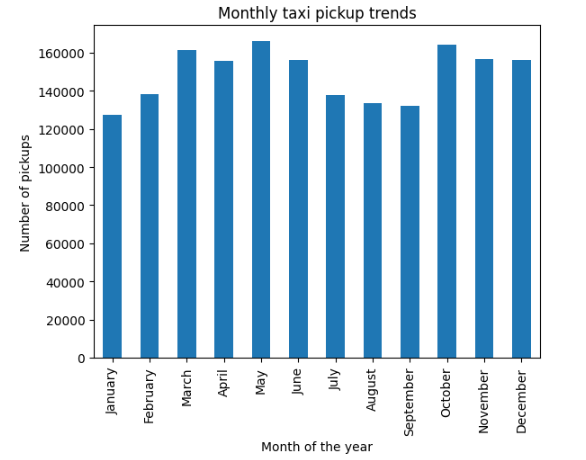 Monthly taxi pickup trends
Number of pickups
160000
140000
120000
100000
80000
60000
40000
20000
0
January
February
March
April
May
June
July
August
September
October
November
December
Month of the year